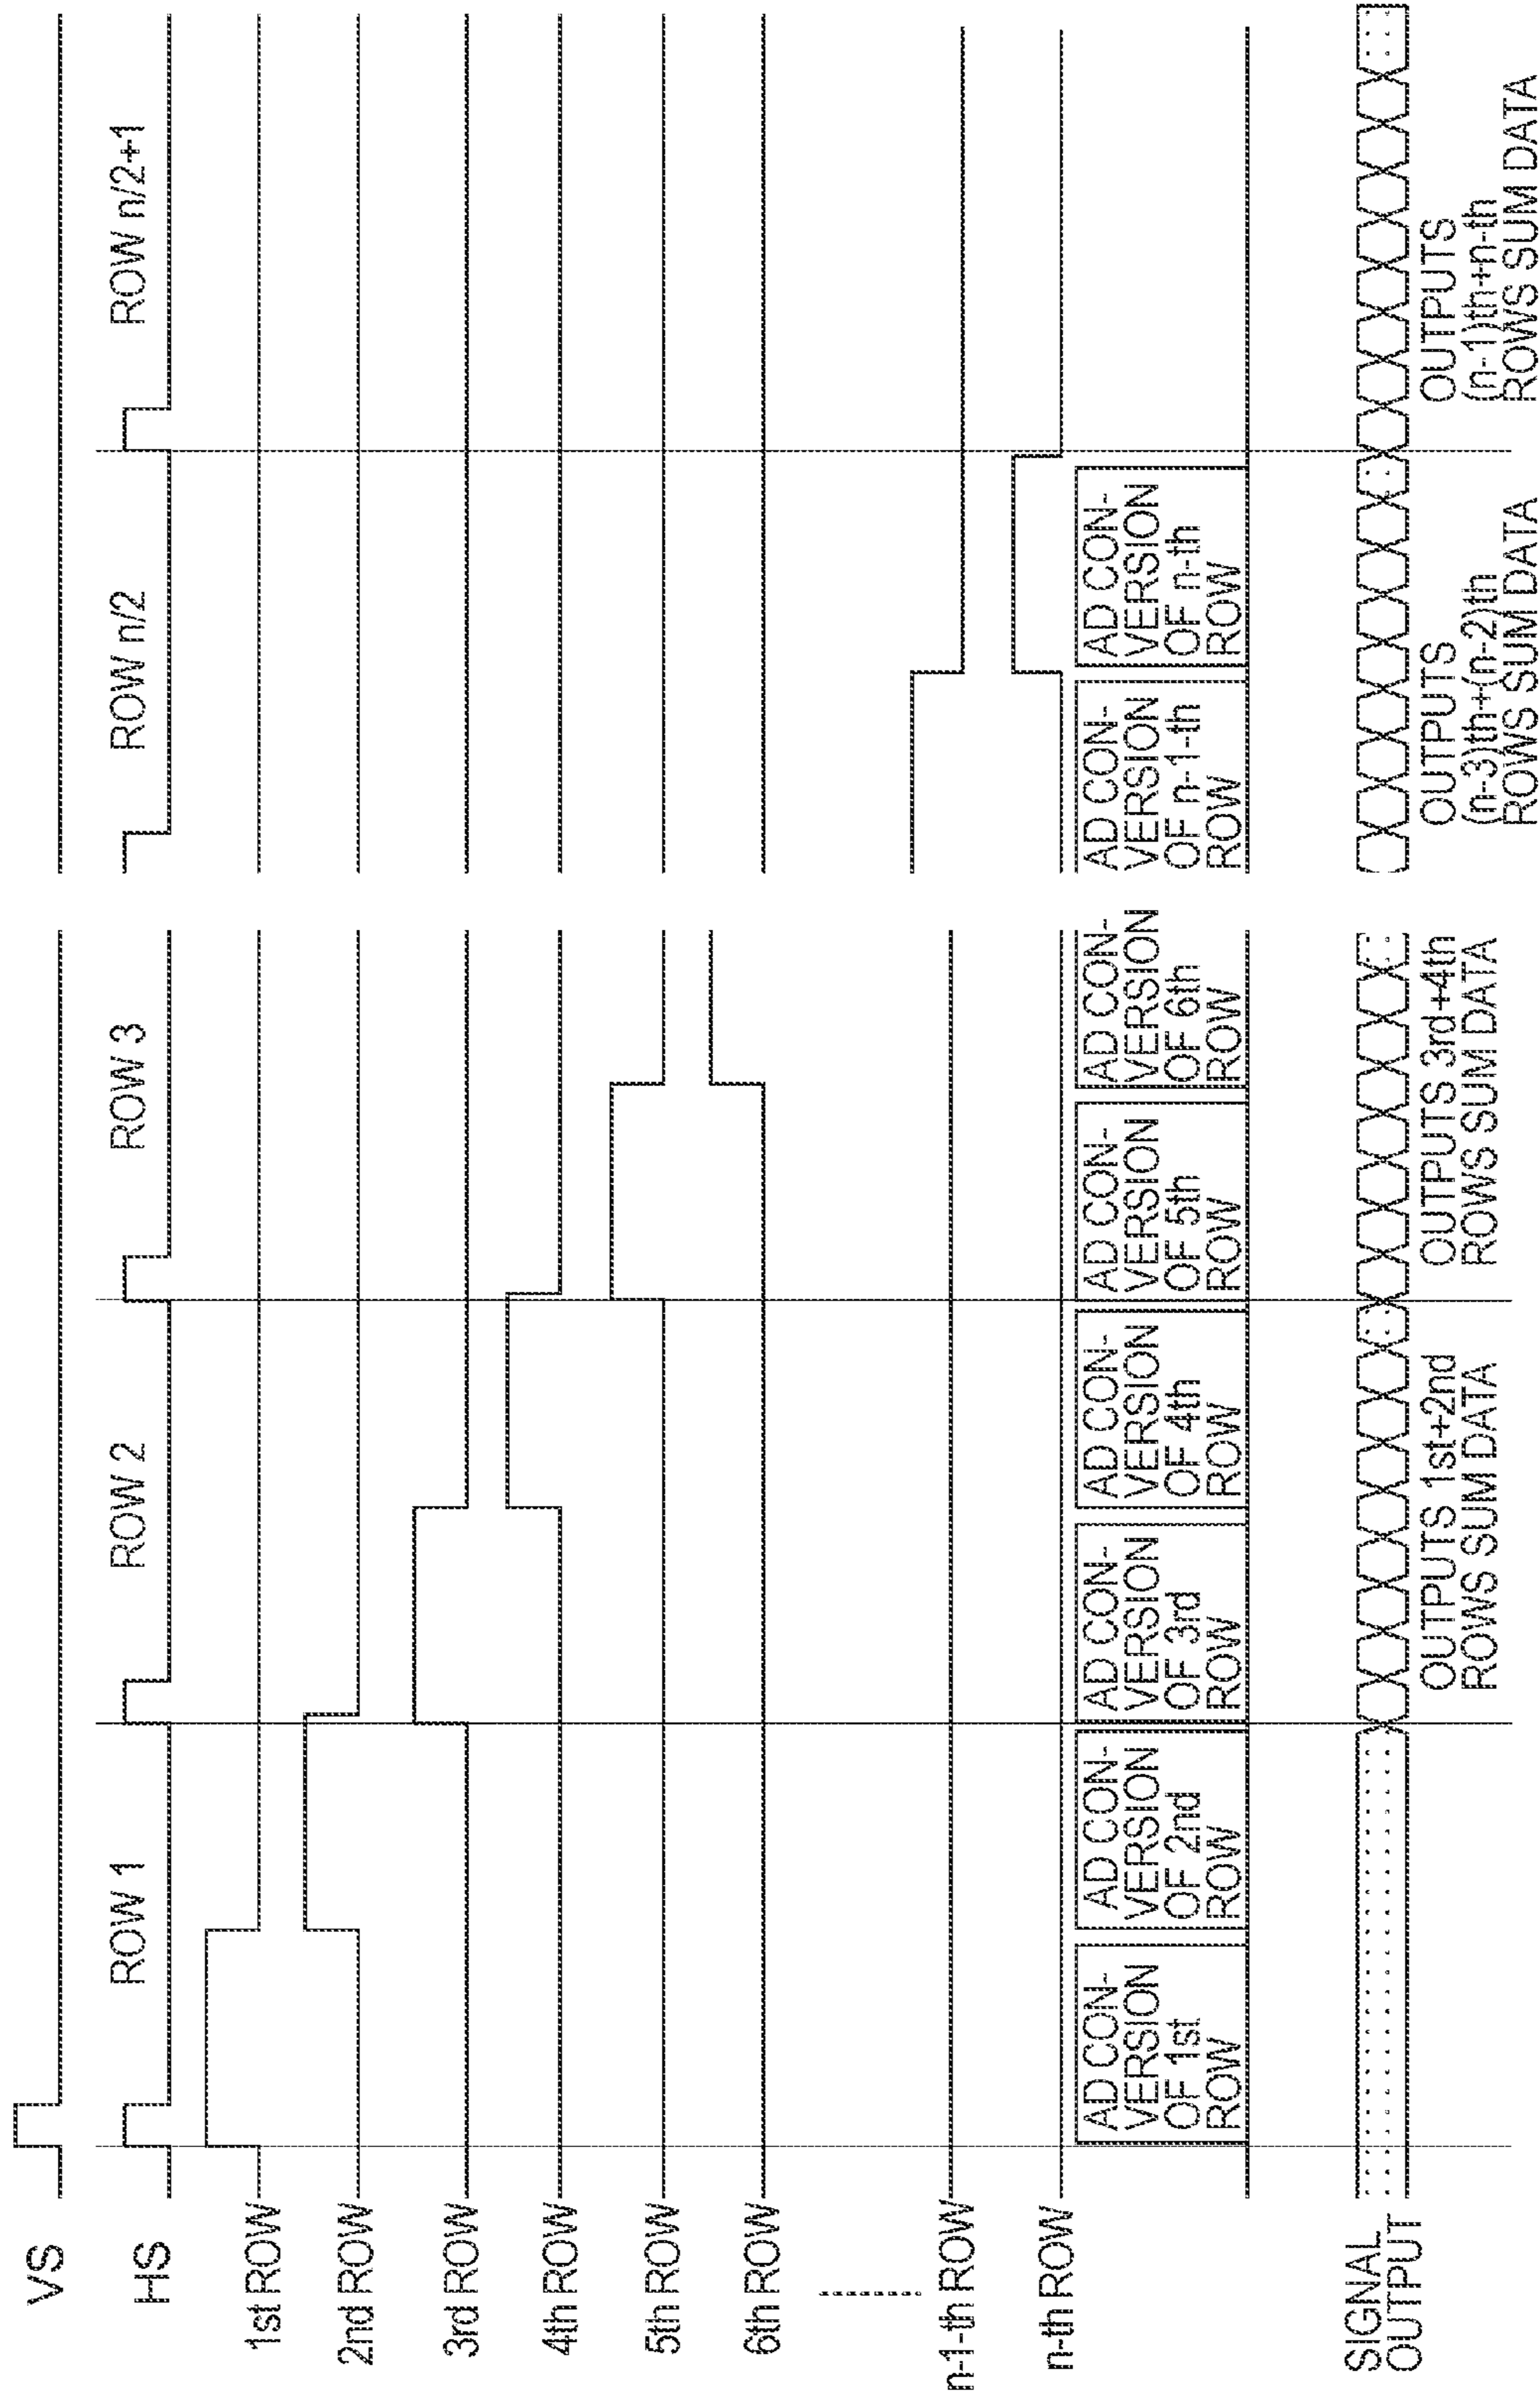 VS
HS
ROW 1
ROW 2
ROW 3
ROW n/2
ROW n/2+1
1st ROW
2nd ROW
3rd ROW
4th ROW
5th ROW
6th ROW
n-1-th ROW
n-th ROW
AD CON-
VERSION
OF 1st
ROW
AD CON-
VERSION
OF 2nd
ROW
AD CON-
VERSION
OF 3rd
ROW
AD CON-
VERSION
OF 4th
ROW
AD CON-
VERSION
OF 5th
ROW
AD CON-
VERSION
OF 6th
ROW
AD CON-
VERSION
OF n-1-th
ROW
AD CON-
VERSION
OF n-th
ROW
SIGNAL
OUTPUT
OUTPUTS 1st+2nd
ROWS SUM DATA
OUTPUTS 3rd+4th
ROWS SUM DATA
OUTPUTS
(n-3)th+(n-2)th
ROWS SUM DATA
OUTPUTS
(n-1)th+n-th
ROWS SUM DATA